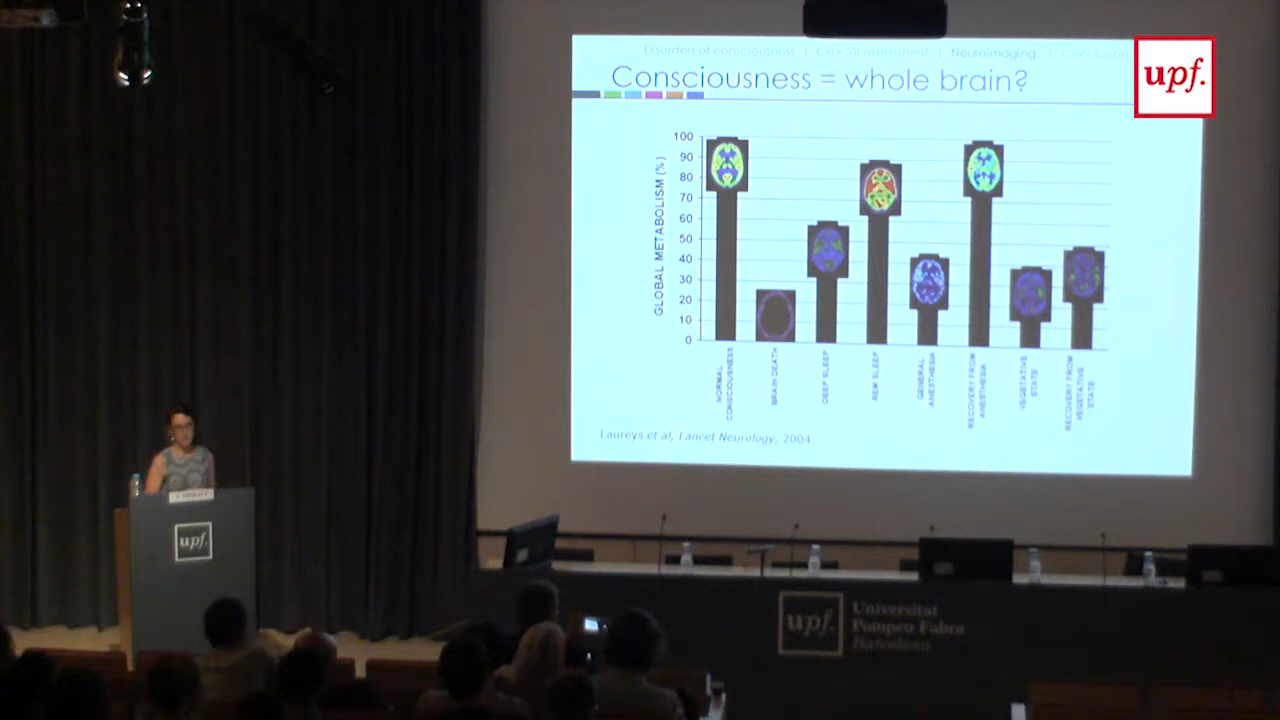 Disorders of consciousness | Clinical assessment | Neuroimaging | Conclusion
Consciousness = whole brain?
upf.
GLOBAL METABOLISM (%)
100
90
80
70
60
50
40
30
20
10
0
NORMAL
CONSCIOUSNESS
BRAIN DEATH
DEEP SLEEP
REM SLEEP
GENERAL
ANESTHESIA
RECOVERY FROM
ANESTHESIA
VEGETATIVE
STATE
RECOVERY FROM
VEGETATIVE
STATE
Laureys et al, Lancet Neurology, 2004
upf.
upf.
Universitat
Pompeu Fabra
Barcelona